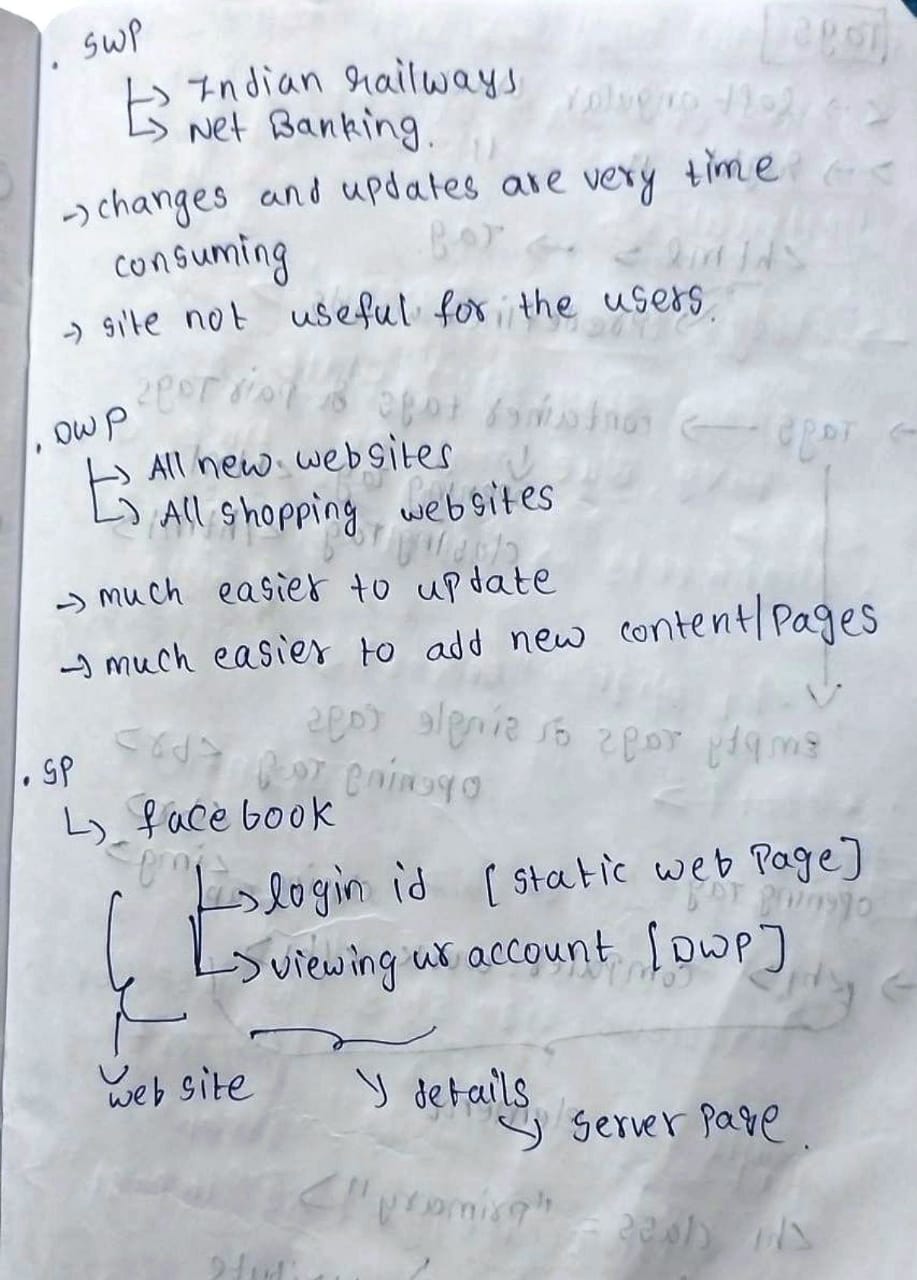 . SWP
↳ Indian railways
↳ Net Banking.
→ changes and updates are very time
consuming
→ site not useful for the users.
. DWP
↳ All new websites
↳ All shopping websites
→ much easier to update
→ much easier to add new content/Pages
. SP
↳ facebook
↳ login id [static web Page]
↳ viewing ur account [DWP]
web site
details
↳ server page.